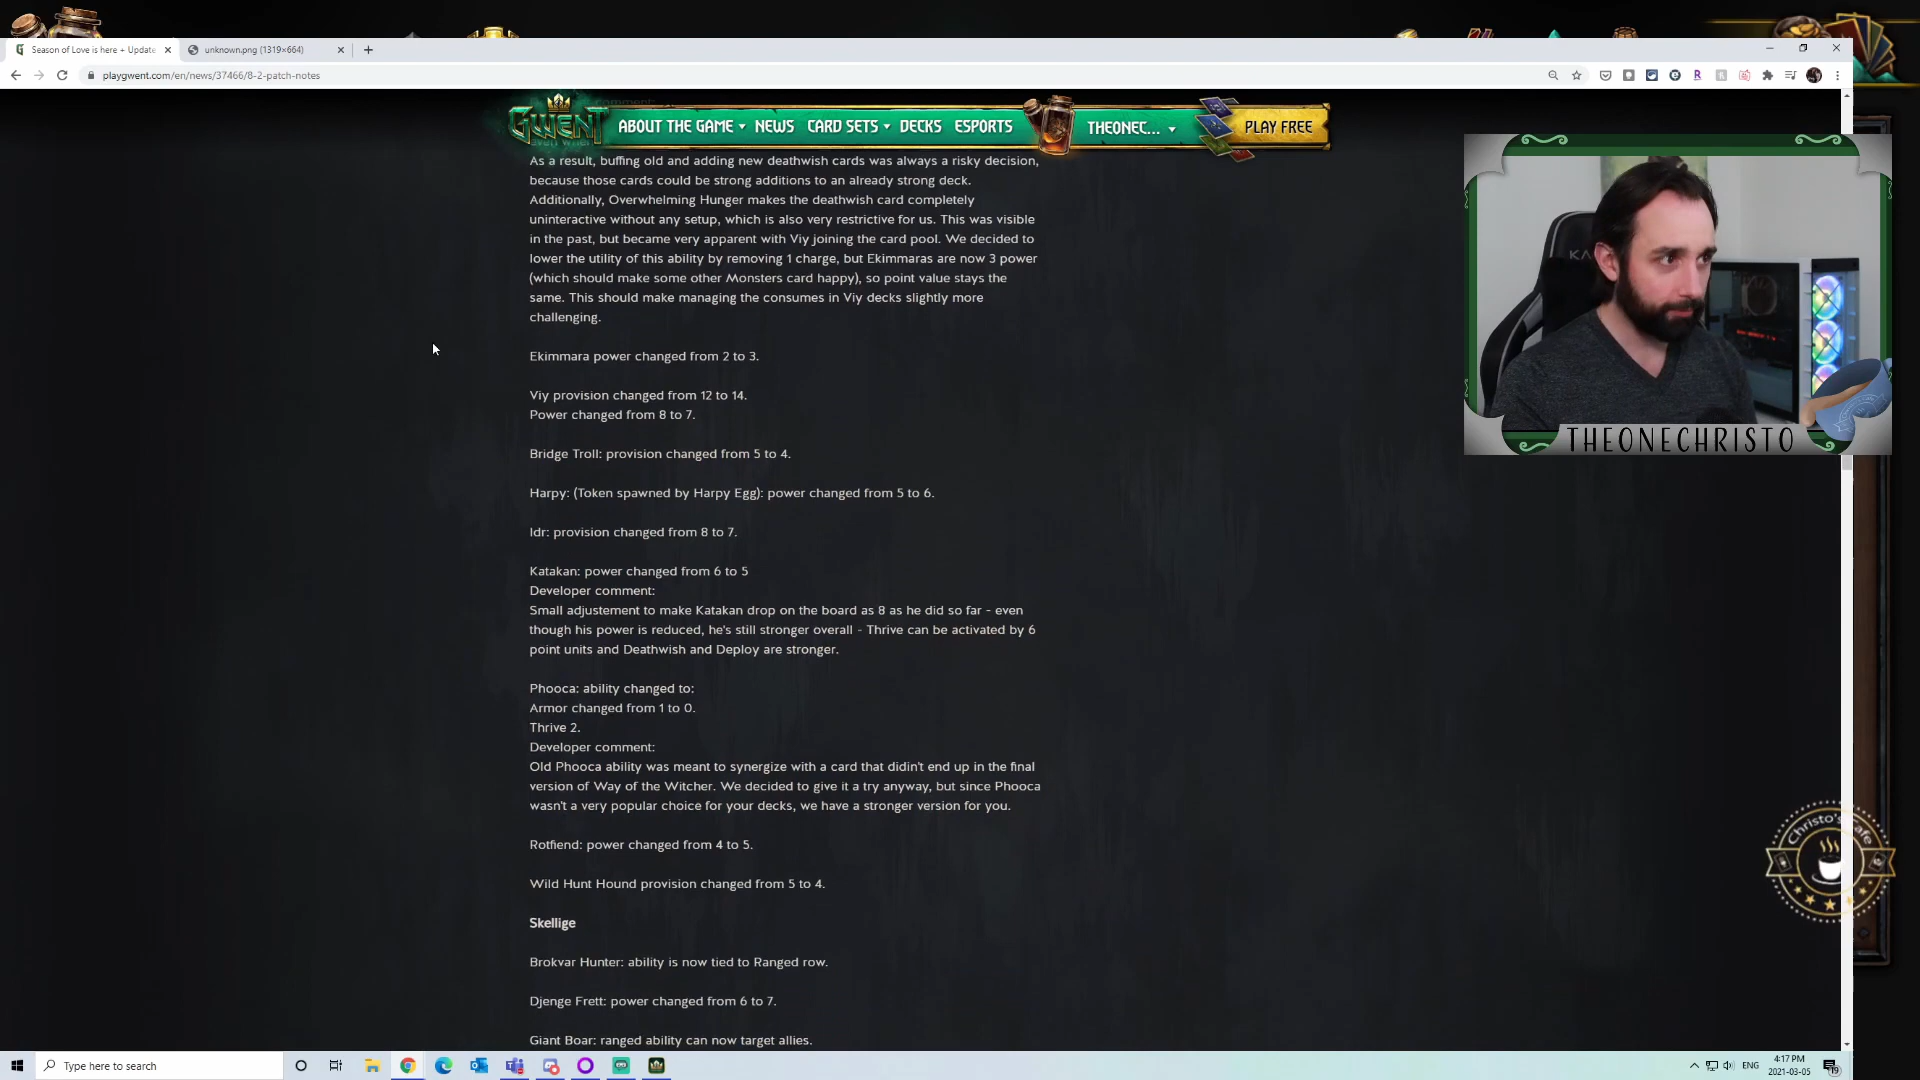 Season of Love is here + Update
unknown.png (1319×664)
playgwent.com/en/news/37466/8-2-patch-notes
comment:
GWENT
ABOUT THE GAME
NEWS
CARD SETS
DECKS
ESPORTS
THEONEC...
PLAY FREE
As a result, buffing old and adding new deathwish cards was always a risky decision,
because those cards could be strong additions to an already strong deck.
Additionally, Overwhelming Hunger makes the deathwish card completely
uninteractive without any setup, which is also very restrictive for us. This was visible
in the past, but became very apparent with Viy joining the card pool. We decided to
lower the utility of this ability by removing 1 charge, but Ekimmaras are now 3 power
(which should make some other Monsters card happy), so point value stays the
same. This should make managing the consumes in Viy decks slightly more
challenging.
Ekimmara power changed from 2 to 3.
Viy provision changed from 12 to 14.
Power changed from 8 to 7.
Bridge Troll: provision changed from 5 to 4.
Harpy: (Token spawned by Harpy Egg): power changed from 5 to 6.
Idr: provision changed from 8 to 7.
Katakan: power changed from 6 to 5
Developer comment:
Small adjustement to make Katakan drop on the board as 8 as he did so far - even
though his power is reduced, he's still stronger overall - Thrive can be activated by 6
point units and Deathwish and Deploy are stronger.
Phooca: ability changed to:
Armor changed from 1 to 0.
Thrive 2.
Developer comment:
Old Phooca ability was meant to synergize with a card that didin't end up in the final
version of Way of the Witcher. We decided to give it a try anyway, but since Phooca
wasn't a very popular choice for your decks, we have a stronger version for you.
Rotfiend: power changed from 4 to 5.
Wild Hunt Hound provision changed from 5 to 4.
Skellige
Brokvar Hunter: ability is now tied to Ranged row.
Djenge Frett: power changed from 6 to 7.
Giant Boar: ranged ability can now target allies.
THEONECHRISTO
Christo's Cafe
Type here to search
ENG
4:17 PM
2021-03-05
19